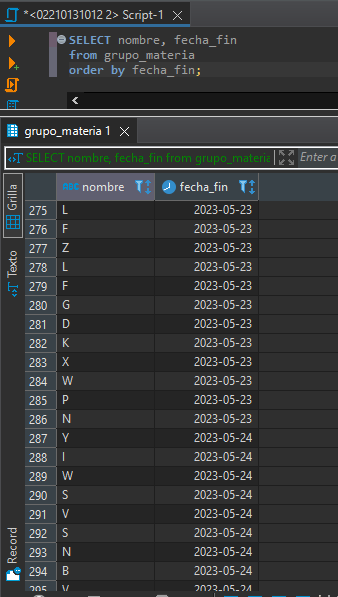 *<02210131012 2> Script-1
SELECT nombre, fecha_fin
from grupo_materia
order by fecha_fin;
grupo_materia 1
SELECT nombre, fecha_fin from grupo_materia
Enter a
Grilla
Texto
Record
nombre fecha_fin
275 L 2023-05-23
276 F 2023-05-23
277 Z 2023-05-23
278 L 2023-05-23
279 F 2023-05-23
280 G 2023-05-23
281 D 2023-05-23
282 K 2023-05-23
283 X 2023-05-23
284 W 2023-05-23
285 P 2023-05-23
286 N 2023-05-23
287 Y 2023-05-24
288 I 2023-05-24
289 W 2023-05-24
290 S 2023-05-24
291 V 2023-05-24
292 S 2023-05-24
293 N 2023-05-24
294 B 2023-05-24
295 V 2023-05-24